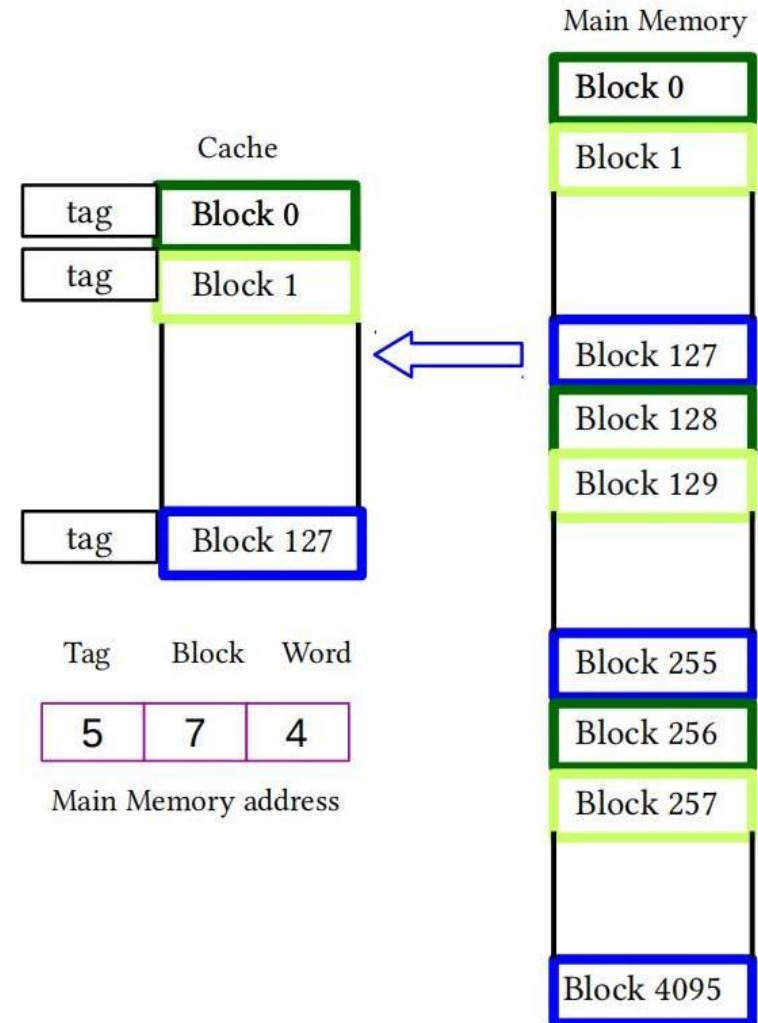 Main Memory
Block 0
Block 1
Block 127
Block 128
Block 129
Block 255
Block 256
Block 257
Block 4095
Cache
tag Block 0
tag Block 1
tag Block 127
Tag Block Word
5 7 4
Main Memory address